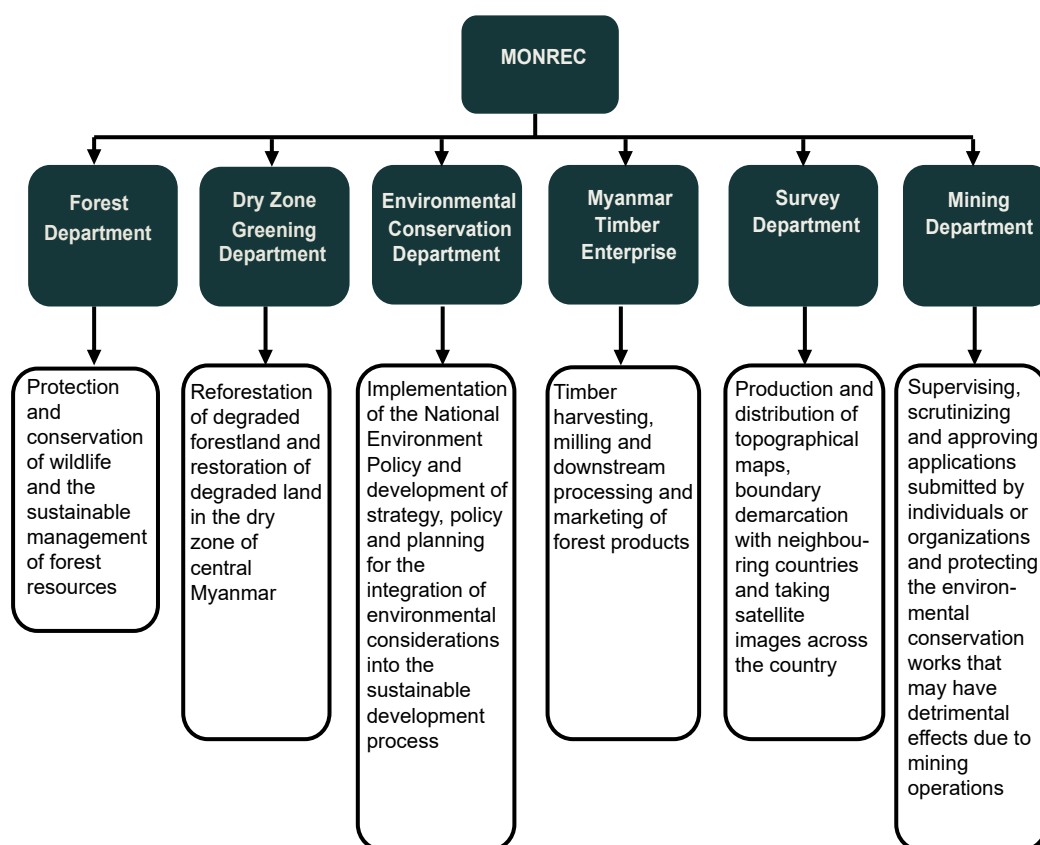 MONREC
Forest
Department
Dry Zone
Greening
Department
Environmental
Conservation
Department
Myanmar
Timber
Enterprise
Survey
Department
Mining
Department
Protection
and
conservation
of wildlife
and the
sustainable
management
of forest
resources
Reforestation
of degraded
forestland and
restoration of
degraded land
in the dry
zone of
central
Myanmar
Implementation
of the National
Environment
Policy and
development of
strategy, policy
and planning
for the
integration of
environmental
considerations
into the
sustainable
development
process
Timber
harvesting,
milling and
downstream
processing and
marketing of
forest products
Production and
distribution of
topographical
maps,
boundary
demarcation
with neighbou-
ring countries
and taking
satellite
images across
the country
Supervising,
scrutinizing
and approving
applications
submitted by
individuals or
organizations
and protecting
the environ-
mental
conservation
works that
may have
detrimental
effects due to
mining
operations